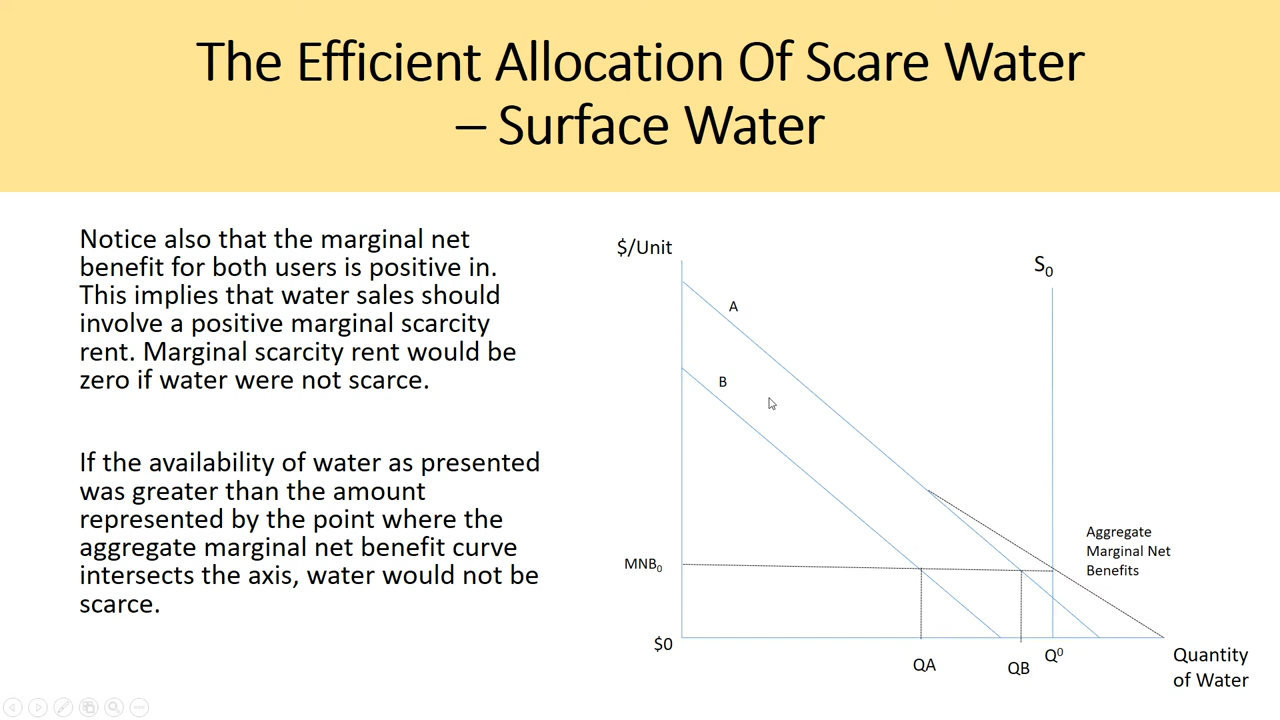 The Efficient Allocation Of Scare Water
– Surface Water
Notice also that the marginal net
benefit for both users is positive in.
This implies that water sales should
involve a positive marginal scarcity
rent. Marginal scarcity rent would be
zero if water were not scarce.
If the availability of water as presented
was greater than the amount
represented by the point where the
aggregate marginal net benefit curve
intersects the axis, water would not be
scarce.
$/Unit
S₀
A
B
Aggregate
Marginal Net
Benefits
MNB₀
$0
QA
QB
Q⁰
Quantity
of Water